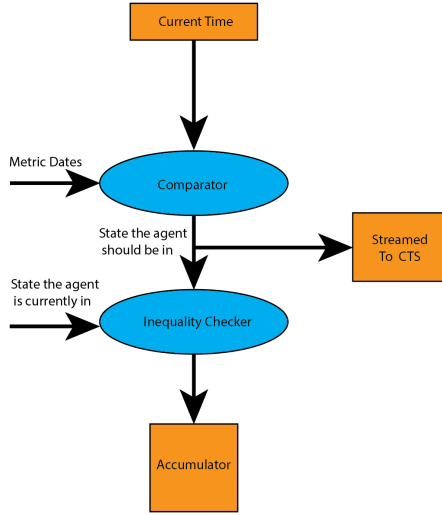 Current Time
Metric Dates
Comparator
State the agent
should be in
Streamed
To CTS
State the agent
is currently in
Inequality Checker
Accumulator